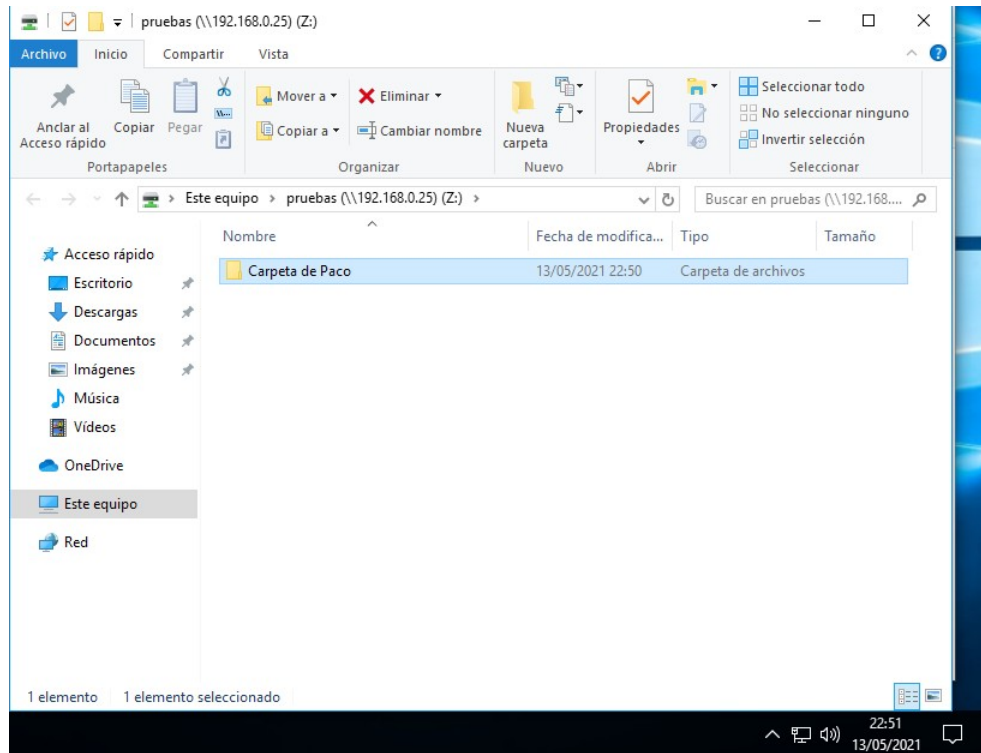 pruebas (\\192.168.0.25) (Z:)
Archivo Inicio Compartir Vista
Anclar al Acceso rápido
Copiar
Pegar
Mover a
Copiar a
Eliminar
Cambiar nombre
Nueva carpeta
Propiedades
Seleccionar todo
No seleccionar ninguno
Invertir selección
Portapapeles Organizar Nuevo Abrir Seleccionar
Este equipo > pruebas (\\192.168.0.25) (Z:) >
Buscar en pruebas (\\192.168....
Nombre Fecha de modifica... Tipo Tamaño
Carpeta de Paco 13/05/2021 22:50 Carpeta de archivos
Acceso rápido
Escritorio
Descargas
Documentos
Imágenes
Música
Vídeos
OneDrive
Este equipo
Red
1 elemento 1 elemento seleccionado
22:51
13/05/2021